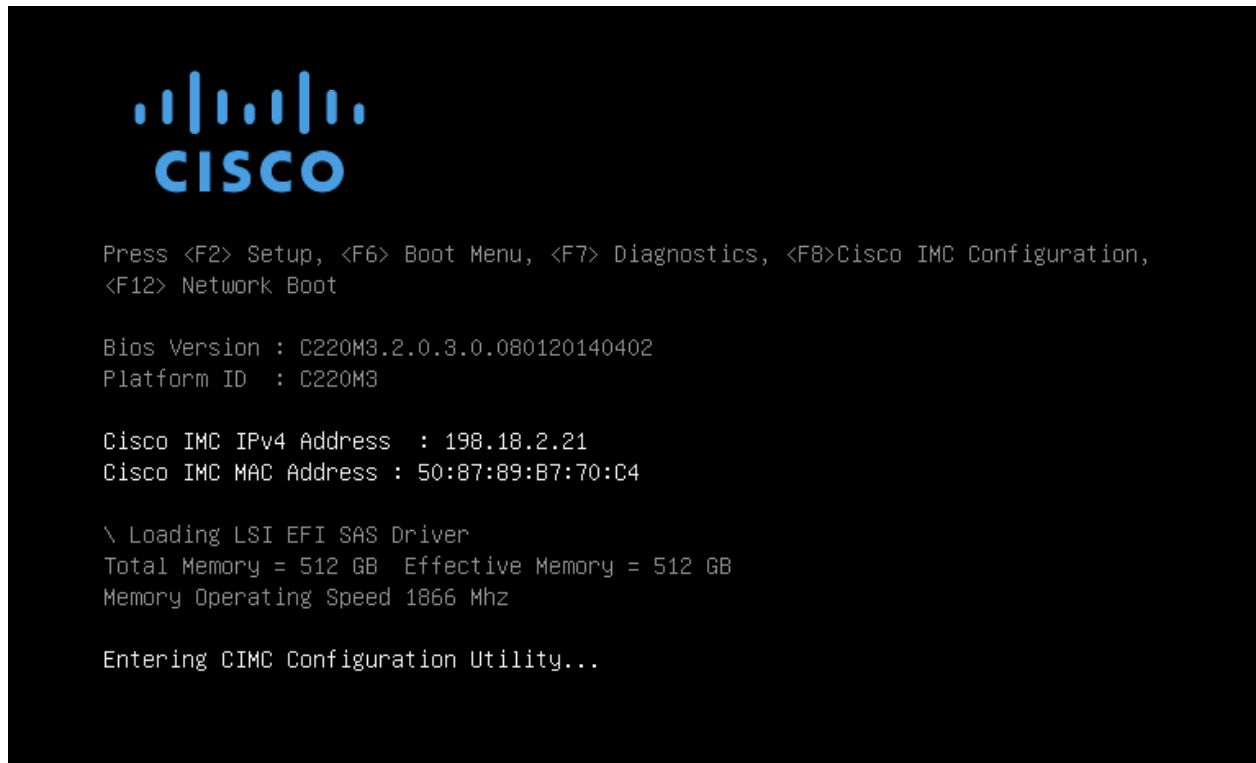 CISCO
Press <F2> Setup, <F6> Boot Menu, <F7> Diagnostics, <F8>Cisco IMC Configuration,
<F12> Network Boot
Bios Version : C220M3.2.0.3.0.080120140402
Platform ID  : C220M3
Cisco IMC IPv4 Address  : 198.18.2.21
Cisco IMC MAC Address : 50:87:89:B7:70:C4
\ Loading LSI EFI SAS Driver
Total Memory = 512 GB  Effective Memory = 512 GB
Memory Operating Speed 1866 Mhz
Entering CIMC Configuration Utility...